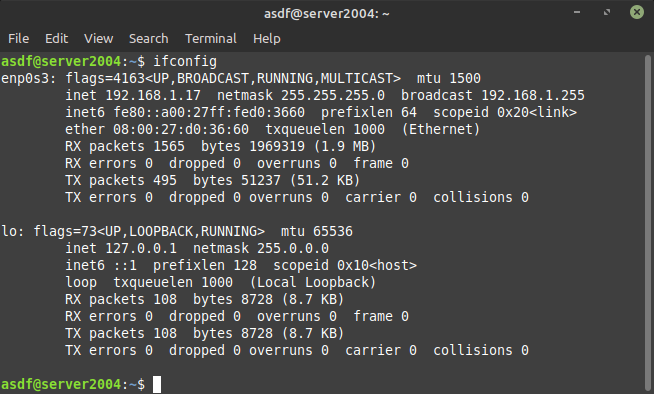 asdf@server2004: ~
File Edit View Search Terminal Help
asdf@server2004:~$ ifconfig
enp0s3: flags=4163<UP,BROADCAST,RUNNING,MULTICAST>  mtu 1500
        inet 192.168.1.17  netmask 255.255.255.0  broadcast 192.168.1.255
        inet6 fe80::a00:27ff:fed0:3660  prefixlen 64  scopeid 0x20<link>
        ether 08:00:27:d0:36:60  txqueuelen 1000  (Ethernet)
        RX packets 1565  bytes 1969319 (1.9 MB)
        RX errors 0  dropped 0  overruns 0  frame 0
        TX packets 495  bytes 51237 (51.2 KB)
        TX errors 0  dropped 0 overruns 0  carrier 0  collisions 0
lo: flags=73<UP,LOOPBACK,RUNNING>  mtu 65536
        inet 127.0.0.1  netmask 255.0.0.0
        inet6 ::1  prefixlen 128  scopeid 0x10<host>
        loop  txqueuelen 1000  (Local Loopback)
        RX packets 108  bytes 8728 (8.7 KB)
        RX errors 0  dropped 0  overruns 0  frame 0
        TX packets 108  bytes 8728 (8.7 KB)
        TX errors 0  dropped 0 overruns 0  carrier 0  collisions 0
asdf@server2004:~$